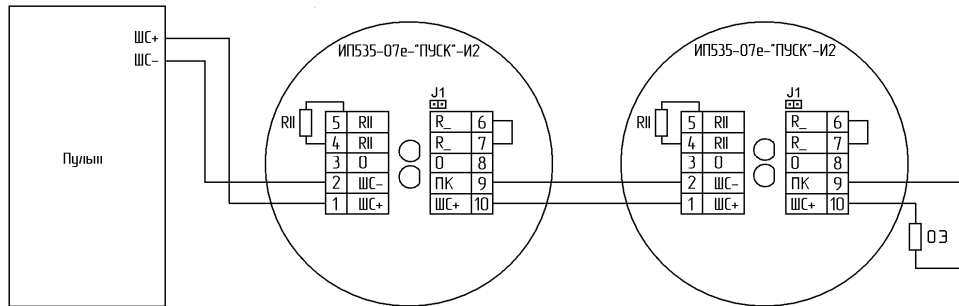 Пульт
ШС+
ШС-
ИП535-07е-"ПУСК"-И2
RII
5 RII
4 RII
3 0
2 ШС-
1 ШС+
J1
R_ 6
R_ 7
0 8
ПК 9
ШС+ 10
ИП535-07е-"ПУСК"-И2
RII
5 RII
4 RII
3 0
2 ШС-
1 ШС+
J1
R_ 6
R_ 7
0 8
ПК 9
ШС+ 10
ОЭ